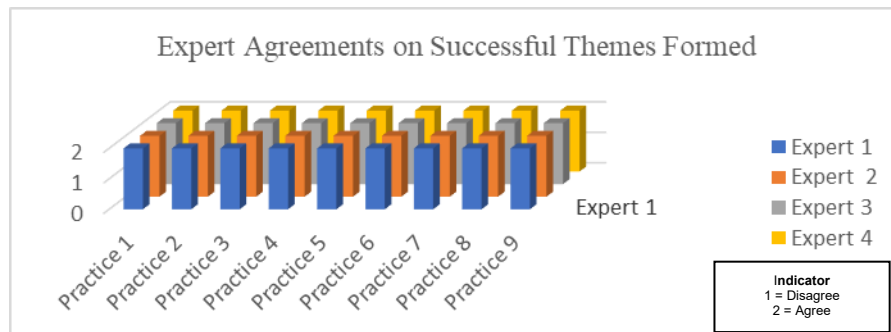 Expert Agreements on Successful Themes Formed
2
1
0
Practice 1
Practice 2
Practice 3
Practice 4
Practice 5
Practice 6
Practice 7
Practice 8
Practice 9
Expert 1
Expert 1
Expert 2
Expert 3
Expert 4
Indicator
1 = Disagree
2 = Agree